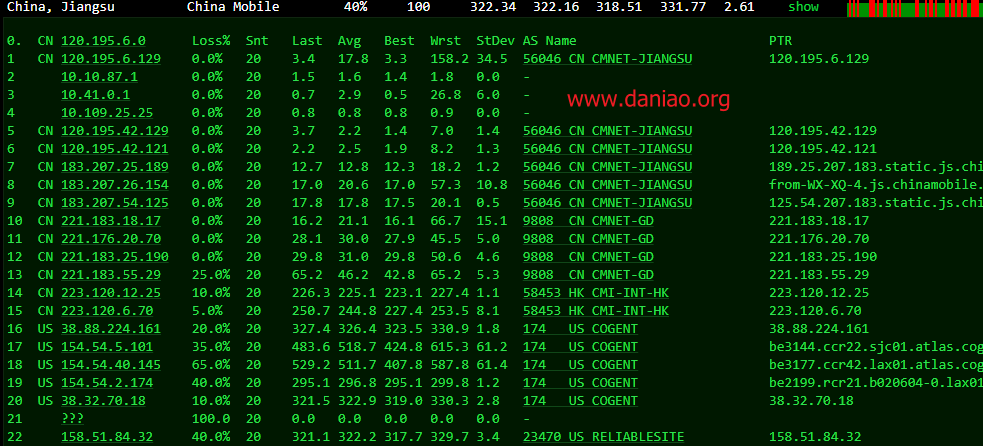 China, Jiangsu China Mobile 40% 100 322.34 322.16 318.51 331.77 2.61 show
0. CN 120.195.6.0 Loss% Snt Last Avg Best Wrst StDev AS Name PTR
1 CN 120.195.6.129 0.0% 20 3.4 17.8 3.3 158.2 34.5 56046 CN CMNET-JIANGSU 120.195.6.129
2 10.10.87.1 0.0% 20 1.5 1.6 1.4 1.8 0.0 -
3 10.41.0.1 0.0% 20 0.7 2.9 0.5 26.8 6.0 -
www.daniao.org
4 10.109.25.25 0.0% 20 0.8 0.8 0.8 0.9 0.0 -
5 CN 120.195.42.129 0.0% 20 3.7 2.2 1.4 7.0 1.4 56046 CN CMNET-JIANGSU 120.195.42.129
6 CN 120.195.42.121 0.0% 20 2.2 2.5 1.9 8.2 1.3 56046 CN CMNET-JIANGSU 120.195.42.121
7 CN 183.207.25.189 0.0% 20 12.7 12.8 12.3 18.2 1.2 56046 CN CMNET-JIANGSU 189.25.207.183.static.js.chi
8 CN 183.207.26.154 0.0% 20 17.0 20.6 17.0 57.3 10.8 56046 CN CMNET-JIANGSU from-WX-XQ-4.js.chinamobile.
9 CN 183.207.54.125 0.0% 20 17.8 17.8 17.5 20.1 0.5 56046 CN CMNET-JIANGSU 125.54.207.183.static.js.chi
10 CN 221.183.18.17 0.0% 20 16.2 21.1 16.1 66.7 15.1 9808 CN CMNET-GD 221.183.18.17
11 CN 221.176.20.70 0.0% 20 28.1 30.0 27.9 45.5 5.0 9808 CN CMNET-GD 221.176.20.70
12 CN 221.183.25.190 0.0% 20 29.8 31.0 29.8 50.6 4.6 9808 CN CMNET-GD 221.183.25.190
13 CN 221.183.55.29 25.0% 20 65.2 46.2 42.8 65.2 5.3 9808 CN CMNET-GD 221.183.55.29
14 CN 223.120.12.25 10.0% 20 226.3 225.1 223.1 227.4 1.1 58453 HK CMI-INT-HK 223.120.12.25
15 CN 223.120.6.70 5.0% 20 250.7 244.8 227.4 253.5 8.1 58453 HK CMI-INT-HK 223.120.6.70
16 US 38.88.224.161 20.0% 20 327.4 326.4 323.5 330.9 1.8 174 US COGENT 38.88.224.161
17 US 154.54.5.101 35.0% 20 483.6 518.7 424.8 615.3 61.2 174 US COGENT be3144.ccr22.sjc01.atlas.cog
18 US 154.54.40.145 65.0% 20 529.2 511.7 407.8 587.8 61.4 174 US COGENT be3177.ccr42.lax01.atlas.cog
19 US 154.54.2.174 40.0% 20 295.1 296.8 295.1 299.8 1.2 174 US COGENT be2199.rcr21.b020604-0.lax01
20 US 38.32.70.18 10.0% 20 321.5 322.9 319.0 330.3 2.8 174 US COGENT 38.32.70.18
21 ??? 100.0 20 0.0 0.0 0.0 0.0 0.0 -
22 158.51.84.32 40.0% 20 321.1 322.2 317.7 329.7 3.4 23470 US RELIABLESITE 158.51.84.32